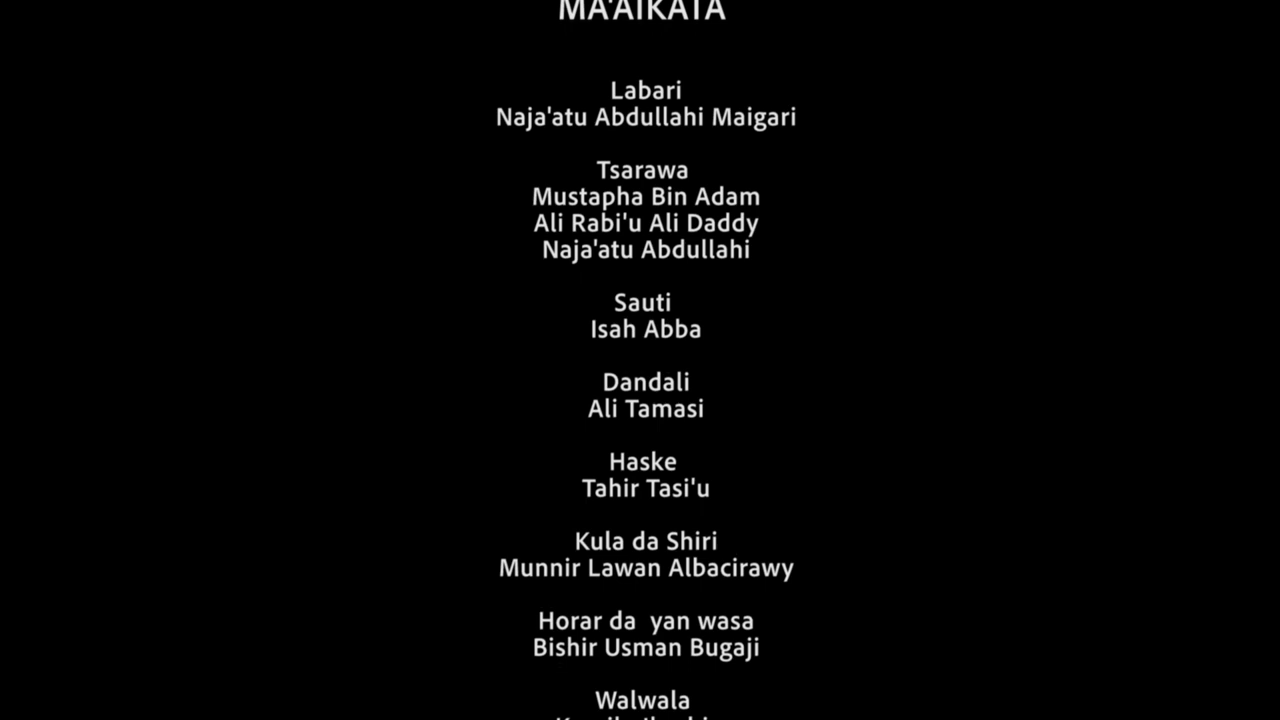 MA'AIKATA
Labari
Naja'atu Abdullahi Maigari
Tsarawa
Mustapha Bin Adam
Ali Rabi'u Ali Daddy
Naja'atu Abdullahi
Sauti
Isah Abba
Dandali
Ali Tamasi
Haske
Tahir Tasi'u
Kula da Shiri
Munnir Lawan Albacirawy
Horar da  yan wasa
Bishir Usman Bugaji
Walwala